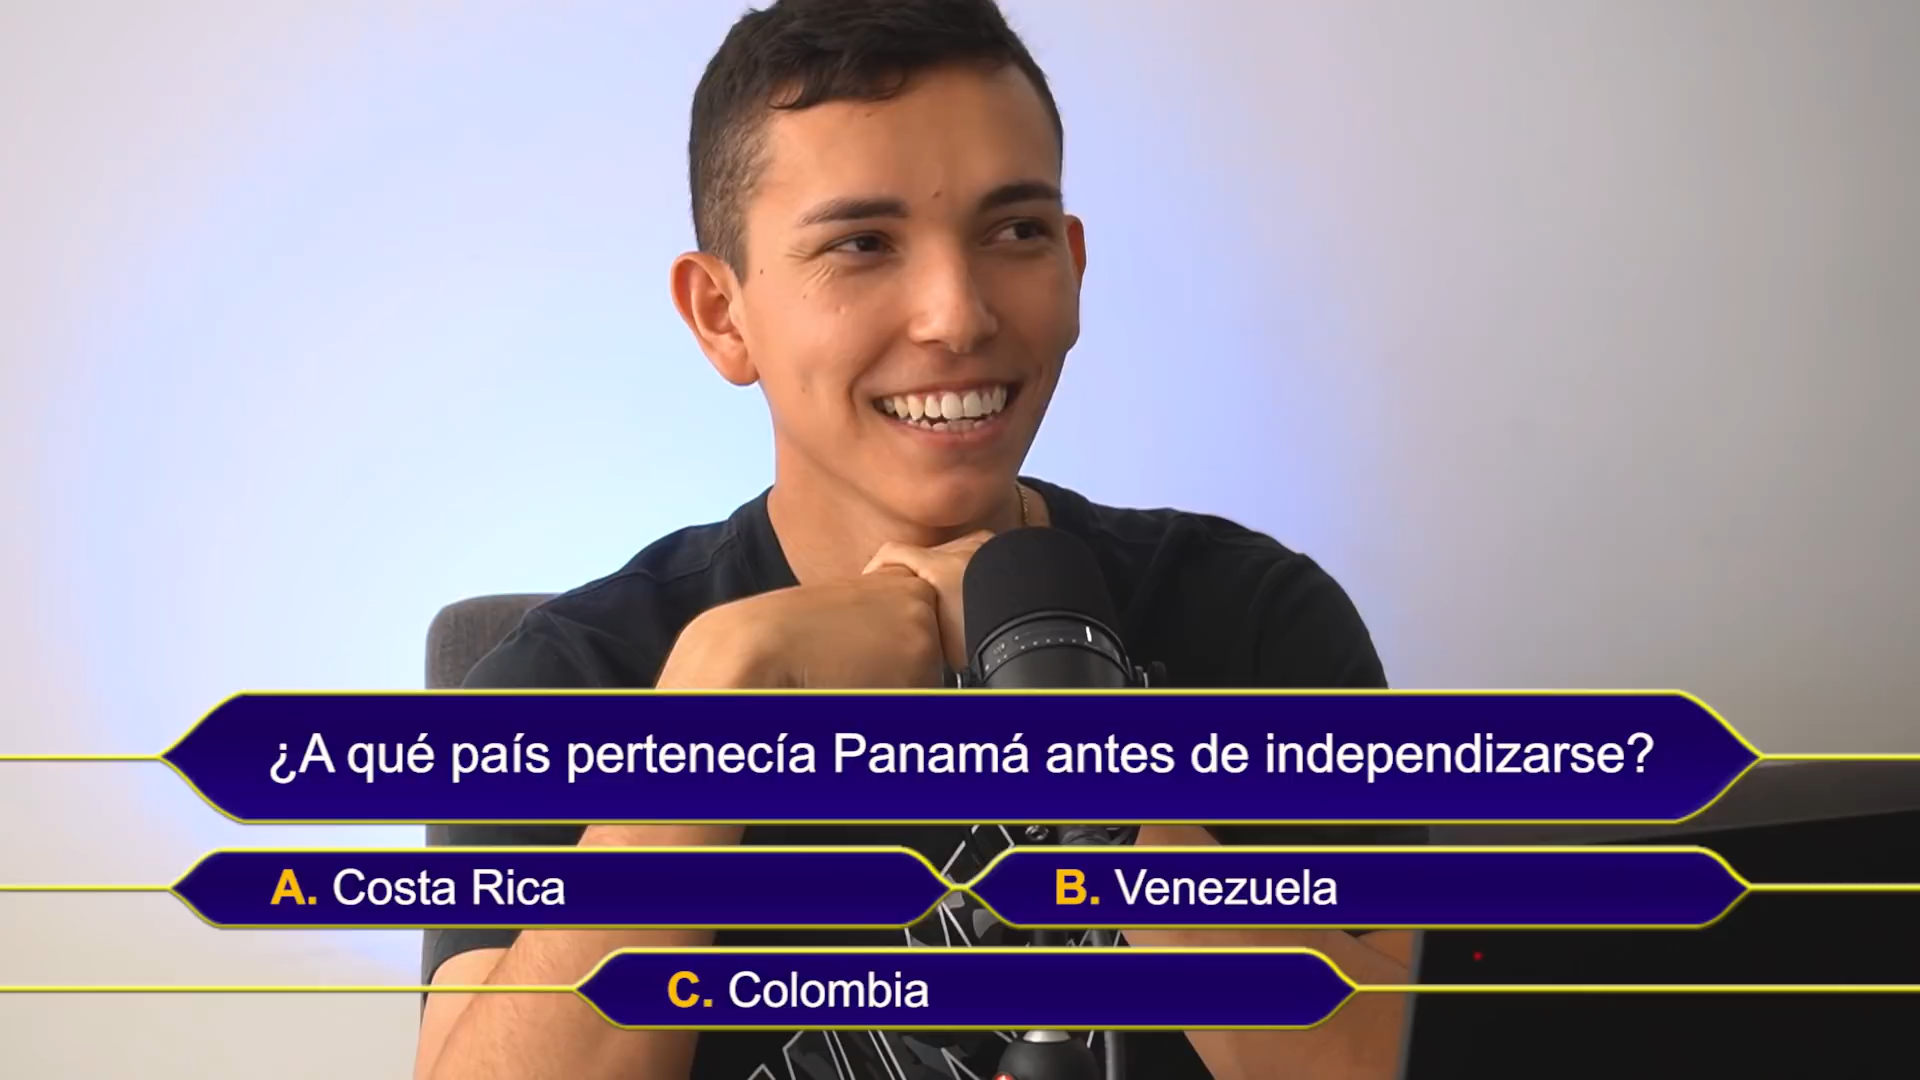 ¿A qué país pertenecía Panamá antes de independizarse?
A. Costa Rica
B. Venezuela
C. Colombia